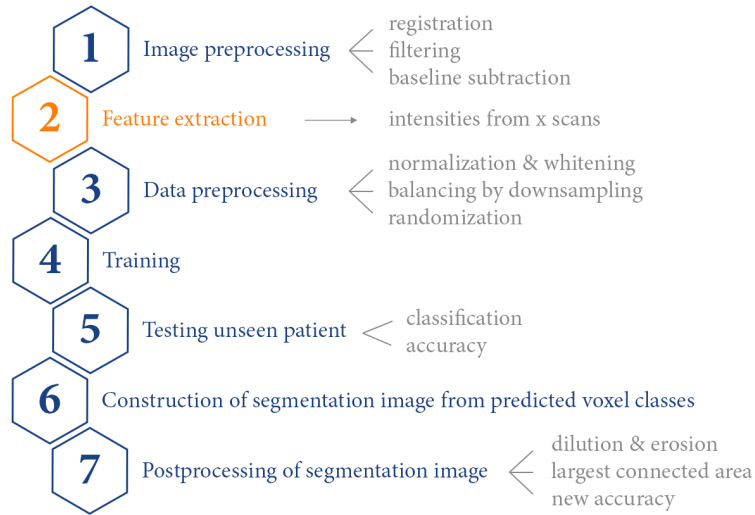 1 Image preprocessing
registration
filtering
baseline subtraction
2 Feature extraction
intensities from x scans
3 Data preprocessing
normalization & whitening
balancing by downsampling
randomization
4 Training
5 Testing unseen patient
classification
accuracy
6 Construction of segmentation image from predicted voxel classes
7 Postprocessing of segmentation image
dilution & erosion
largest connected area
new accuracy